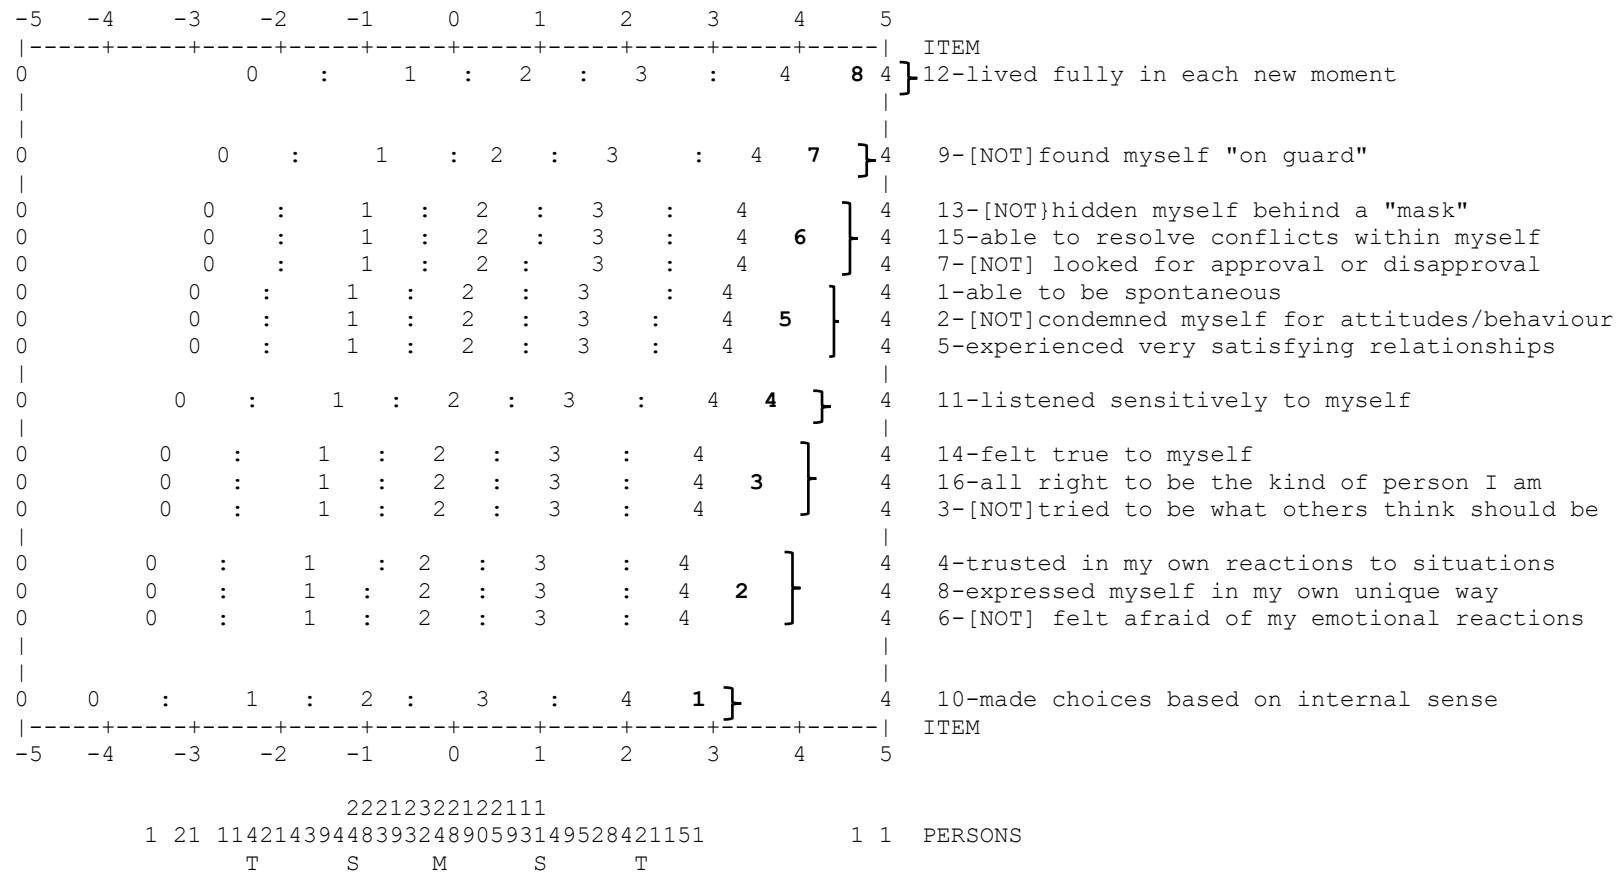 -5    -4    -3    -2    -1     0     1     2     3     4     5
|-----+-----+-----+-----+-----+-----+-----+-----+-----+-----|  ITEM
0               0    :     1   :   2   :   3    :    4    8 4  12-lived fully in each new moment
|                                                           |
|                                                           |
0             0    :     1    : 2   :   3     :   4   7     4   9-[NOT]found myself "on guard"
|                                                           |
0            0    :     1   :   2   :   3    :    4         4   13-[NOT}hidden myself behind a "mask"
0            0    :     1   :   2   :   3    :    4   6     4   15-able to resolve conflicts within myself
0            0    :     1   :   2  :    3    :    4         4   7-[NOT] looked for approval or disapproval
0           0    :     1   :   2   :   3     :   4          4   1-able to be spontaneous
0           0    :     1   :   2   :   3    :    4   5      4   2-[NOT]condemned myself for attitudes/behaviour
0           0    :     1   :   2   :   3    :    4          4   5-experienced very satisfying relationships
|                                                           |
0          0    :     1   :   2   :   3    :    4   4       4   11-listened sensitively to myself
|                                                           |
0         0    :     1   :   2   :   3    :    4            4   14-felt true to myself
0         0    :     1   :   2   :   3    :    4   3        4   16-all right to be the kind of person I am
0         0    :     1   :   2   :   3    :    4            4   3-[NOT]tried to be what others think should be
|                                                           |
0        0    :     1    :  2   :   3     :   4             4   4-trusted in my own reactions to situations
0        0    :     1   :   2   :   3     :   4   2         4   8-expressed myself in my own unique way
0        0    :     1   :   2   :   3     :   4             4   6-[NOT] felt afraid of my emotional reactions
|                                                           |
|                                                           |
0    0    :     1   :   2  :    3    :    4    1            4   10-made choices based on internal sense
|-----+-----+-----+-----+-----+-----+-----+-----+-----+-----|  ITEM
-5    -4    -3    -2    -1     0     1     2     3     4     5
22212322122111
1 21 11421439448393248905931495284211 51          1 1  PERSONS
T      S     M      S      T